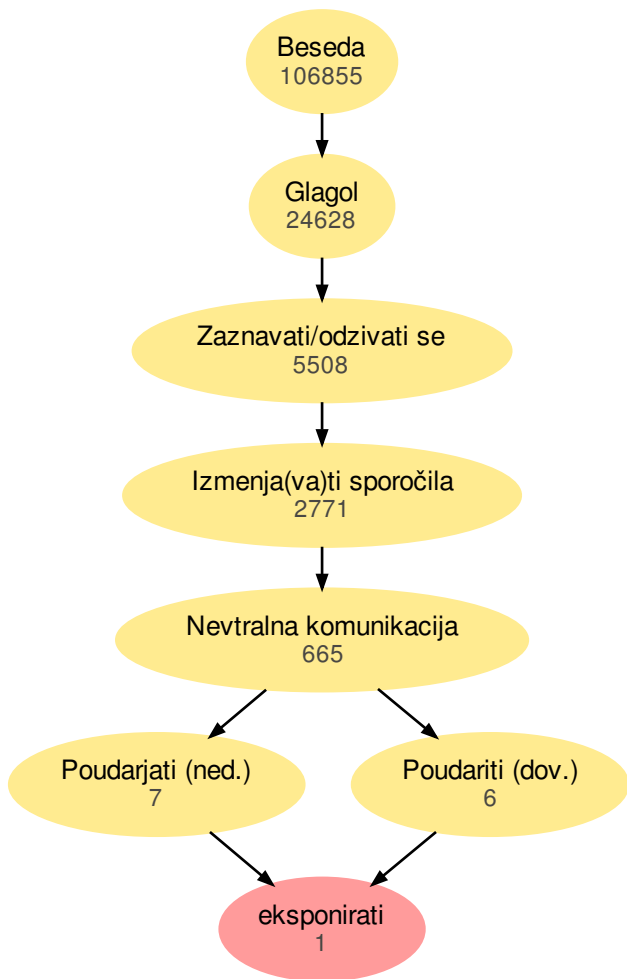 Beseda
106855
Glagol
24628
Zaznavati/odzivati se
5508
Izmenja(va)ti sporočila
2771
Nevtralna komunikacija
665
Poudarjati (ned.)
7
Poudariti (dov.)
6
eksponirati
1